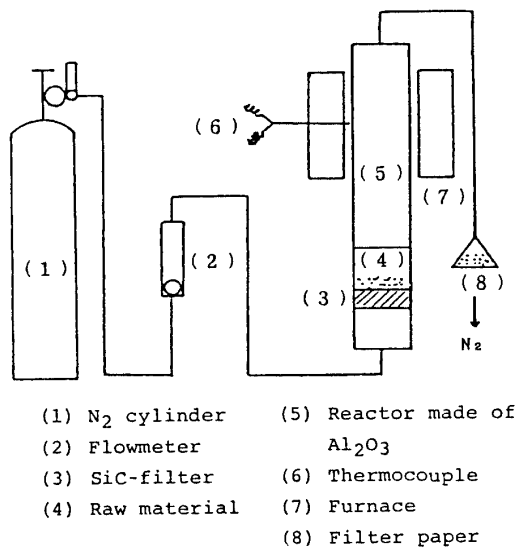 (6)
(5)
(7)
(1)
(2)
(4)
(3)
(8)
N₂
(1) N₂ cylinder
(2) Flowmeter
(3) SiC-filter
(4) Raw material
(5) Reactor made of
Al₂O₃
(6) Thermocouple
(7) Furnace
(8) Filter paper